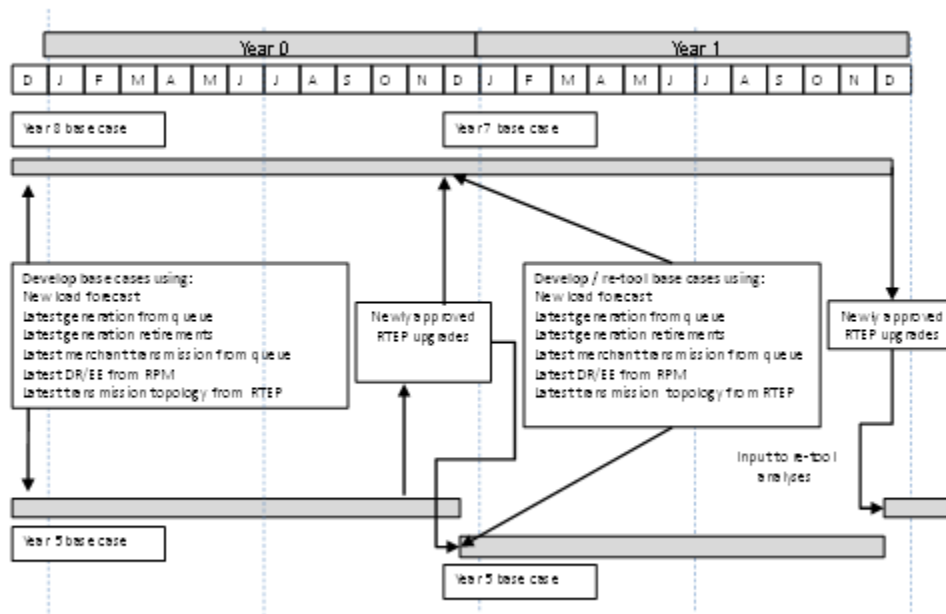 Year 0
Year 1
D J F M A M J J A S O N D J F M A M J J A S O N D
Year 8 base case
Year 7 base case
Develop base cases using:
New load forecast
Latest generation from queue
Latest generation retirements
Latest merchant transmission from queue
Latest DR/EE from RPM
Latest transmission topology from RTEP
Newly approved
RTEP upgrades
Develop / re-tool base cases using:
New load forecast
Latest generation from queue
Latest generation retirements
Latest merchant transmission from queue
Latest DR/EE from RPM
Latest transmission topology from RTEP
Newly approved
RTEP upgrades
Input to re-tool
analyses
Year 5 base case
Year 5 base case